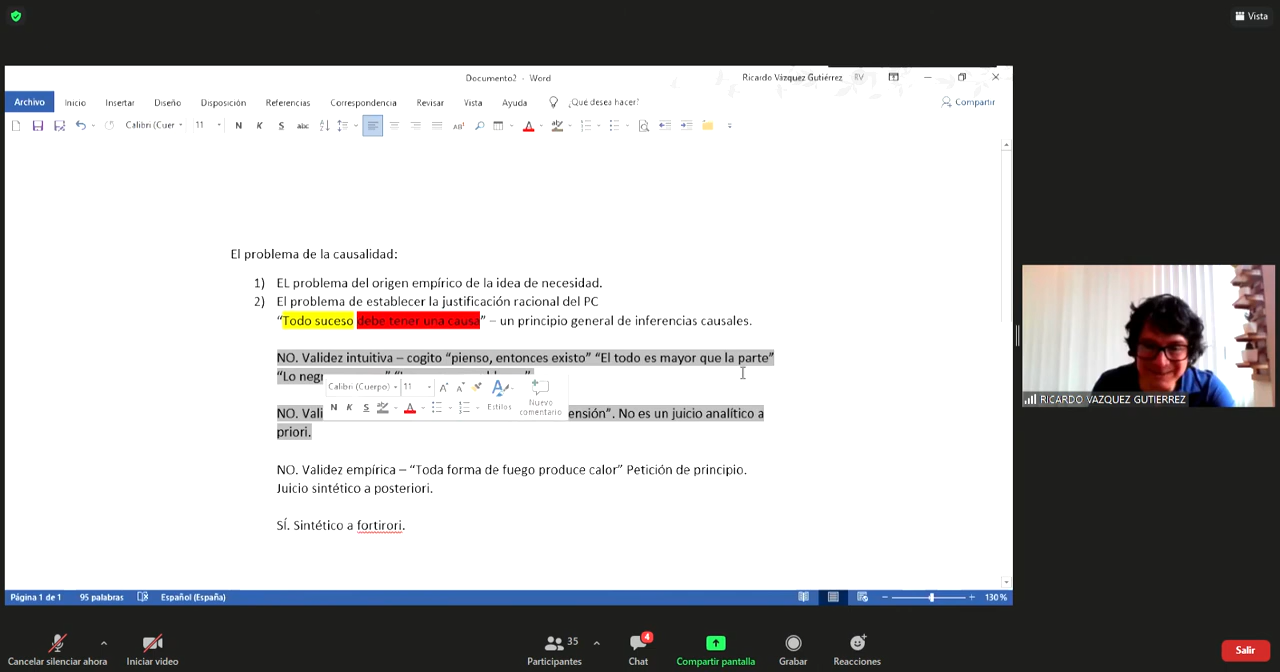 Vista
Documento2 - Word
Ricardo Vázquez Gutiérrez RV
Archivo Inicio Insertar Diseño Disposición Referencias Correspondencia Revisar Vista Ayuda ¿Qué desea hacer? Compartir
Calibri (Cuer 11 N K S abc
El problema de la causalidad:
1) EL problema del origen empírico de la idea de necesidad.
2) El problema de establecer la justificación racional del PC
“Todo suceso debe tener una causa” – un principio general de inferencias causales.
NO. Validez intuitiva – cogito “pienso, entonces existo” “El todo es mayor que la parte”
“Lo negr
Calibri (Cuerpo) 11
N K S Estilos Nuevo
comentario
NO. Vali ensión”. No es un juicio analítico a
priori.
NO. Validez empírica – “Toda forma de fuego produce calor” Petición de principio.
Juicio sintético a posteriori.
SÍ. Sintético a fortirori.
RICARDO VAZQUEZ GUTIERREZ
Página 1 de 1 95 palabras Español (España) 130 %
35 4
Cancelar silenciar ahora Iniciar video Participantes Chat Compartir pantalla Grabar Reacciones Salir